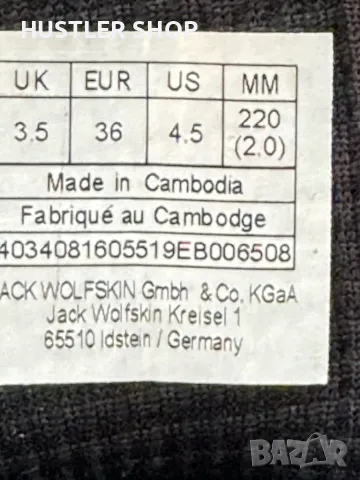 HUSTLER STORE
UK EUR US MM
3.5 36 4.5 220
(2.0)
Made in Cambodia
Fabriqué au Cambodge
4034081605519EB006508
ACK WOLFSKIN Gmbh & Co. KGaA
Jack Wolfskin Kreisel 1
65510 Idstein / Germany
BAZAR